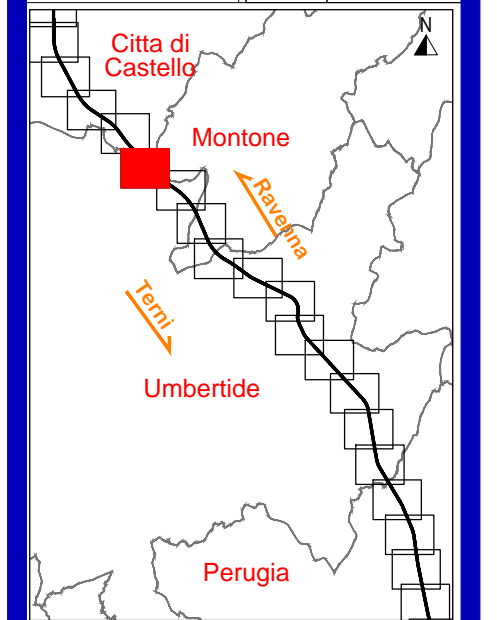 N
Citta di
Castello
Montone
Ravenna
Terni
Umbertide
Perugia